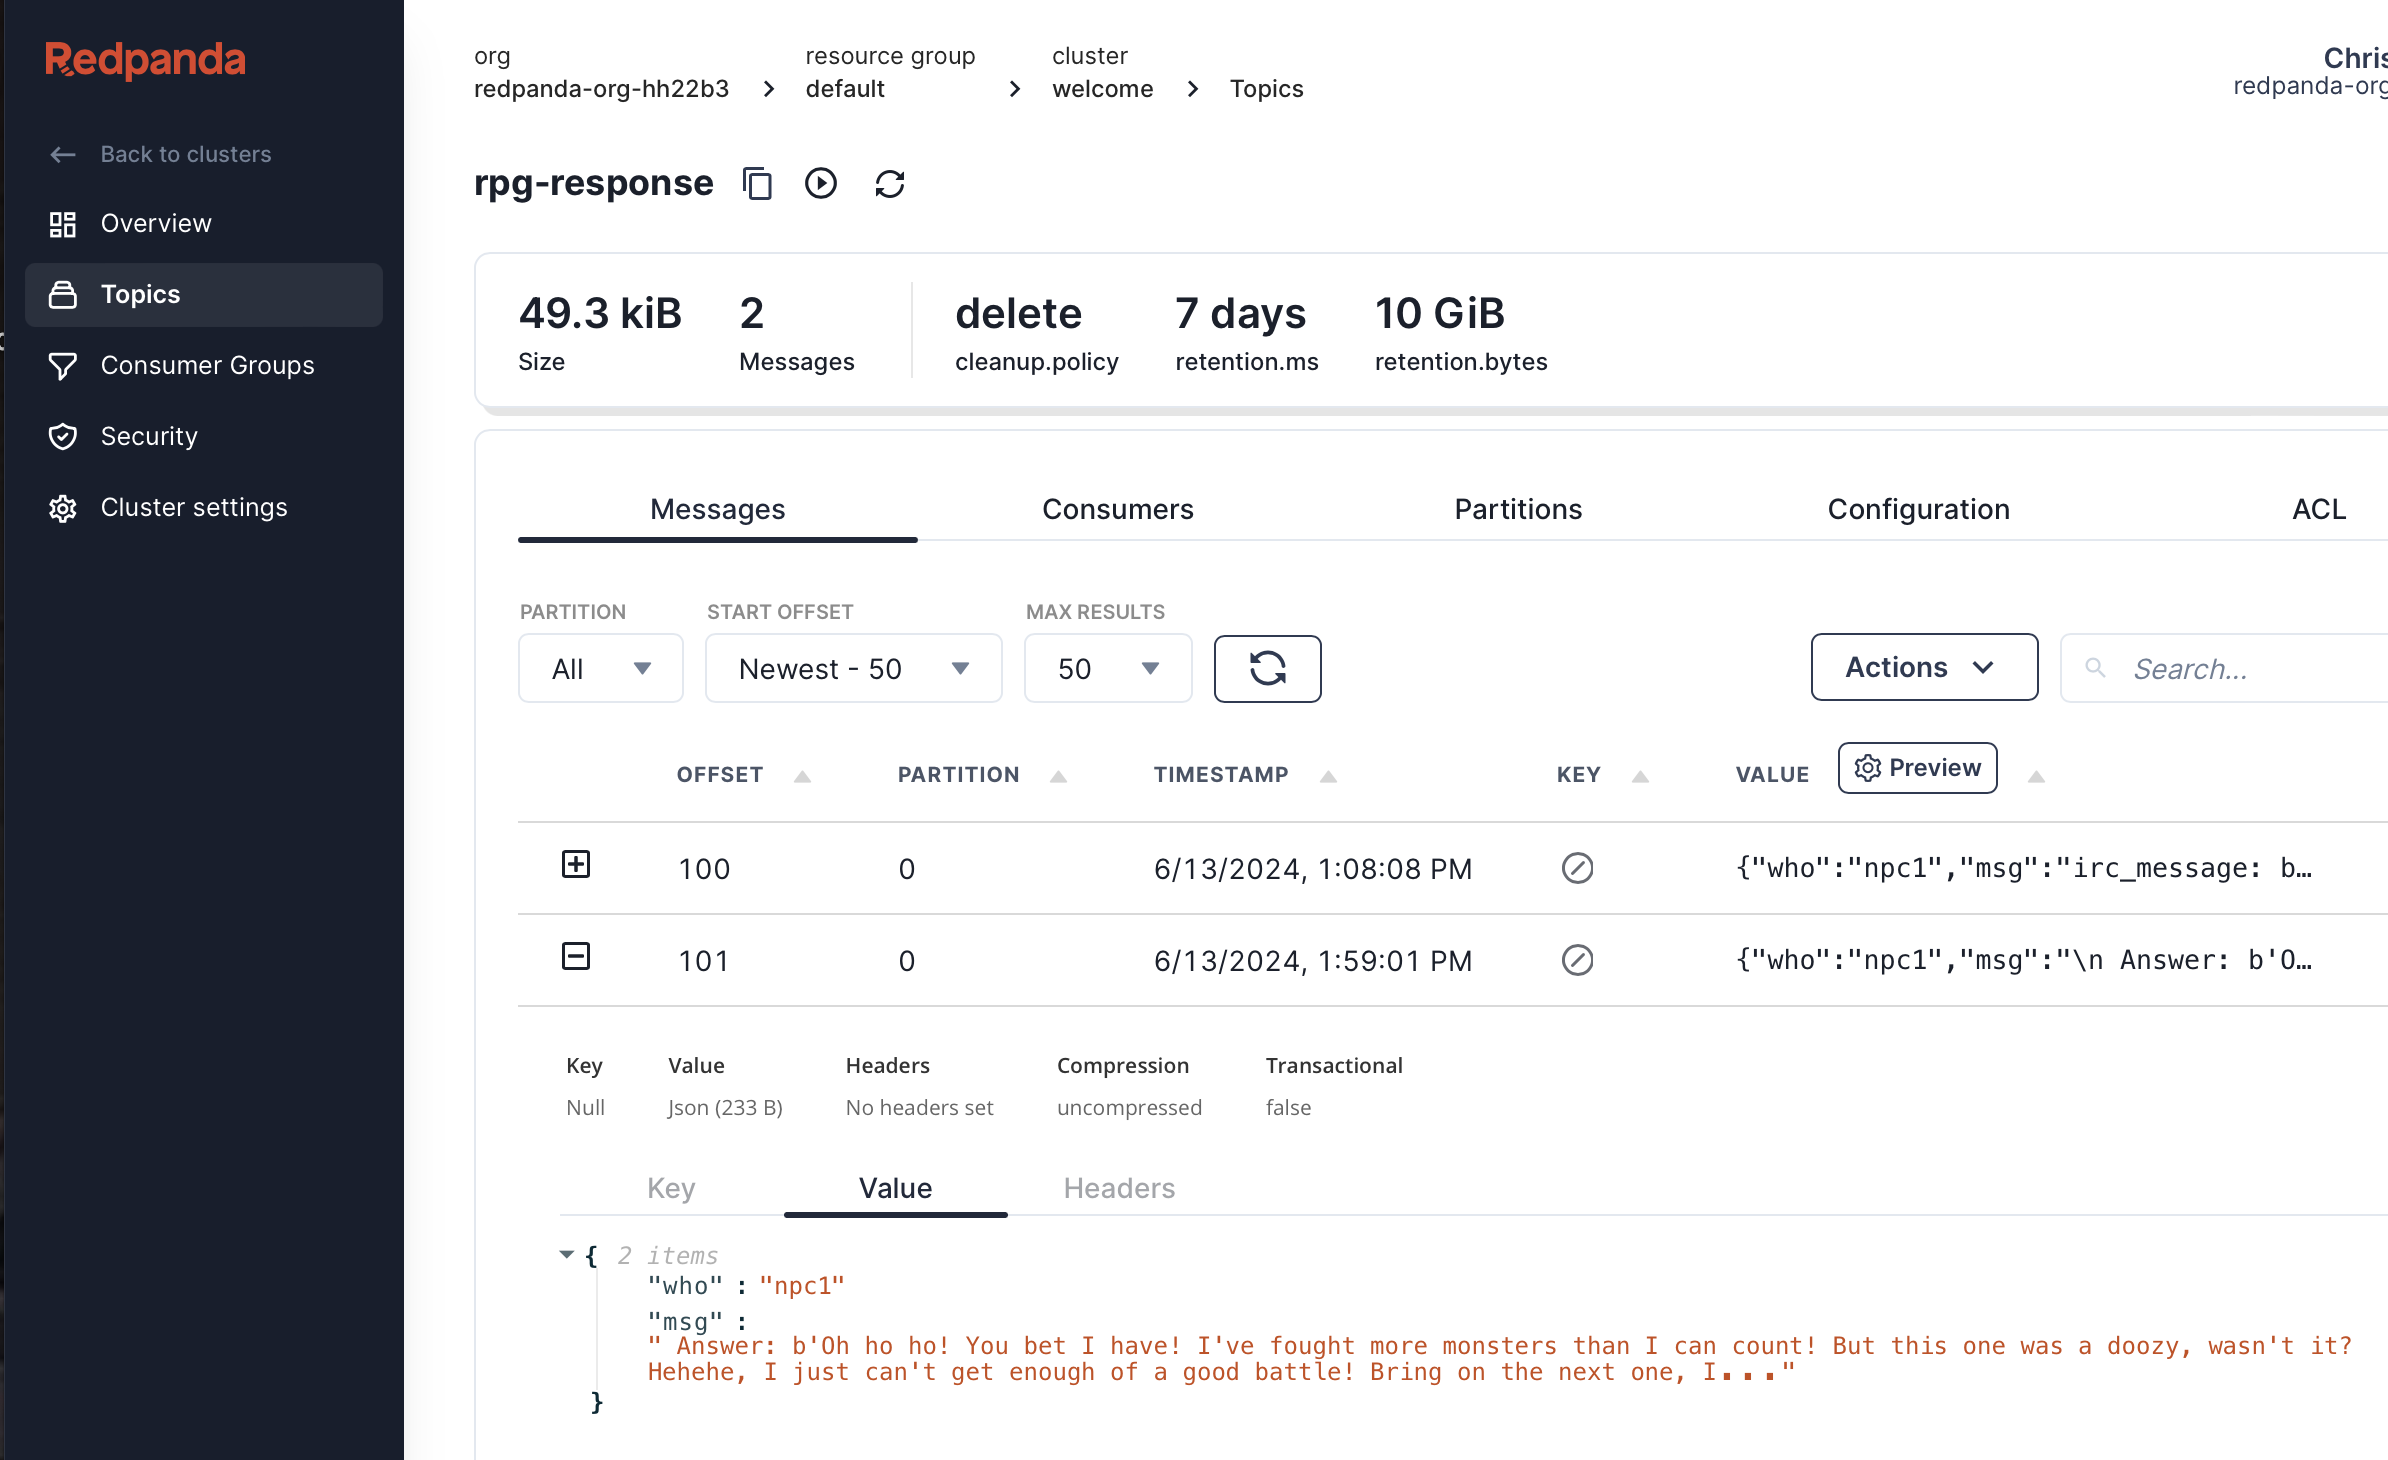 Redpanda
Back to clusters
Overview
Topics
Consumer Groups
Security
Cluster settings
org resource group cluster
redpanda-org-hh22b3 > default > welcome > Topics
Chris
redpanda-org
rpg-response
49.3 kiB 2 delete 7 days 10 GiB
Size Messages cleanup.policy retention.ms retention.bytes
Messages Consumers Partitions Configuration ACL
PARTITION START OFFSET MAX RESULTS
All Newest - 50 50 Actions Search...
OFFSET PARTITION TIMESTAMP KEY VALUE Preview
100 0 6/13/2024, 1:08:08 PM {"who":"npc1","msg":"irc_message: b…
101 0 6/13/2024, 1:59:01 PM {"who":"npc1","msg":"\n Answer: b'O…
Key Value Headers Compression Transactional
Null Json (233 B) No headers set uncompressed false
Key Value Headers
{ 2 items
"who" : "npc1"
"msg" :
" Answer: b'Oh ho ho! You bet I have! I've fought more monsters than I can count! But this one was a doozy, wasn't it?
Hehehe, I just can't get enough of a good battle! Bring on the next one, I..."
}